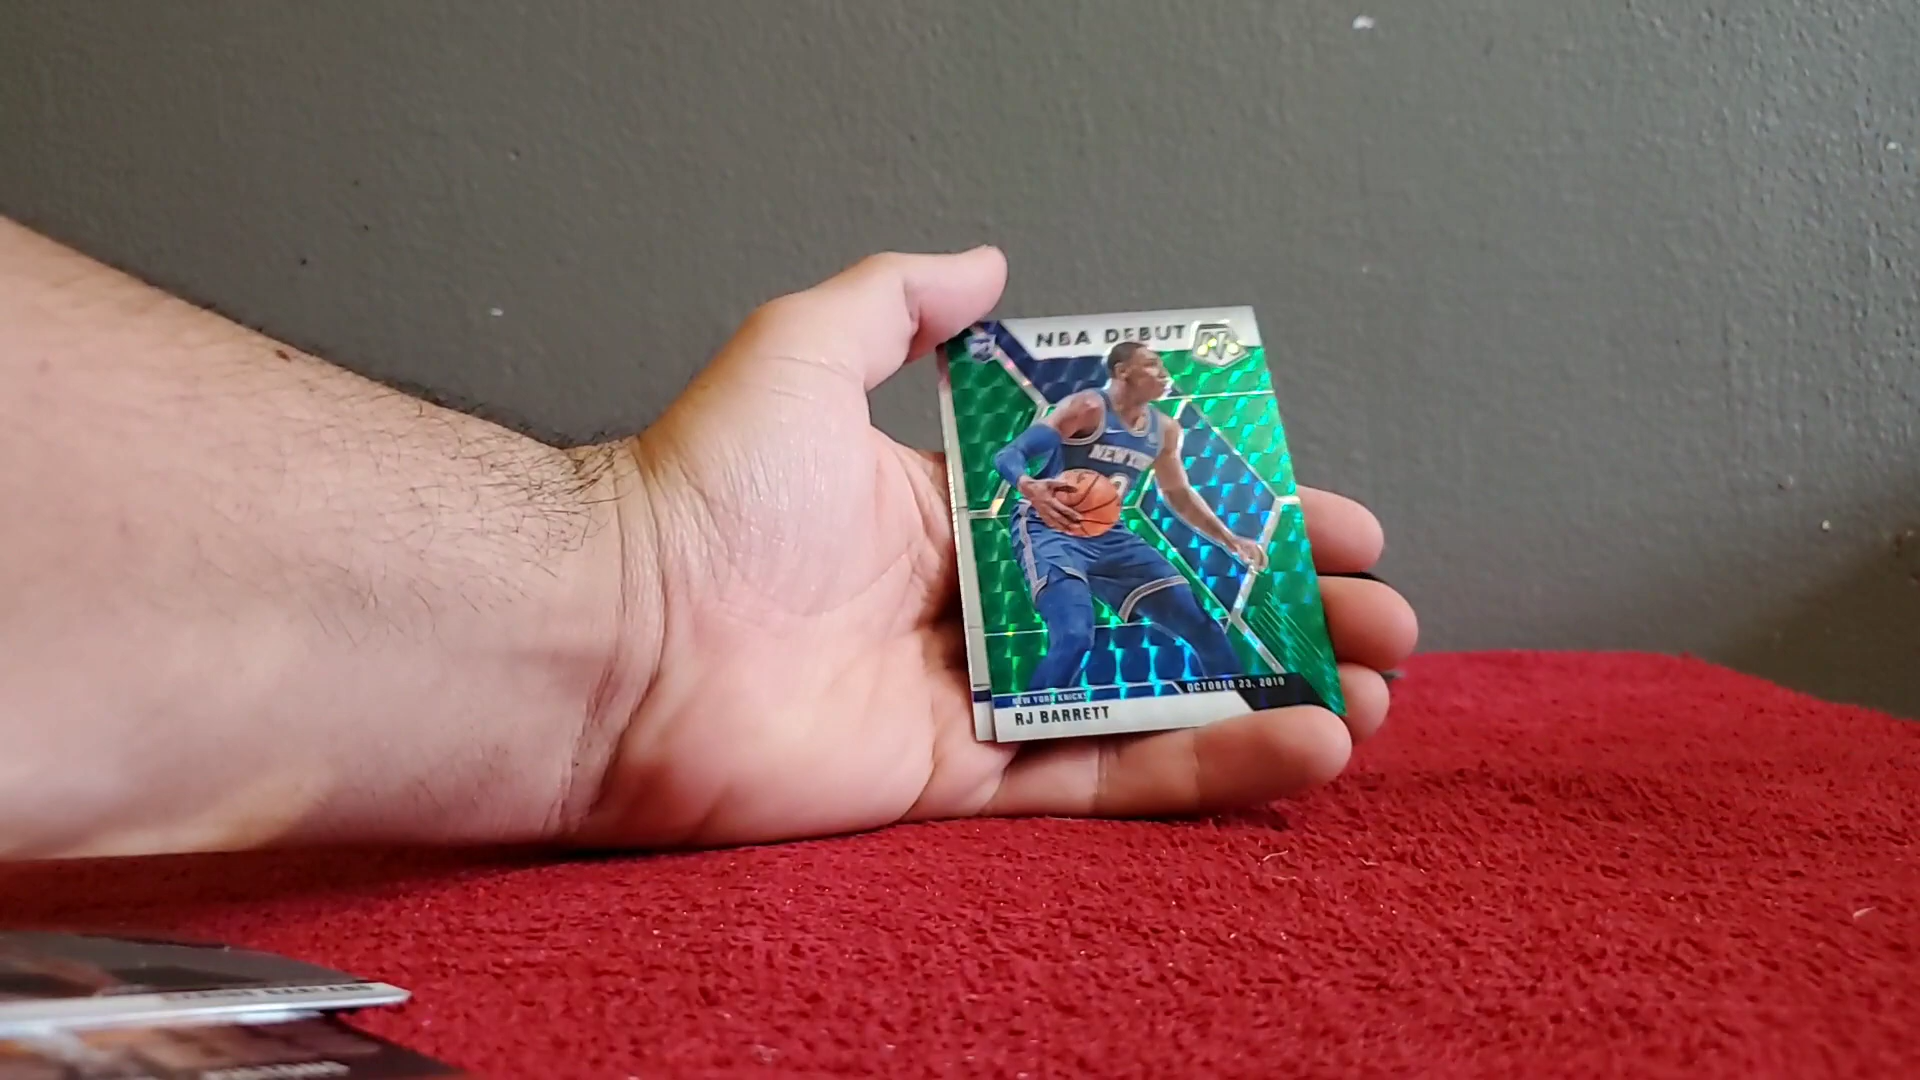 NBA DEBUT
NEW YORK
NEW YORK KNICKS
OCTOBER 23, 2019
RJ BARRETT